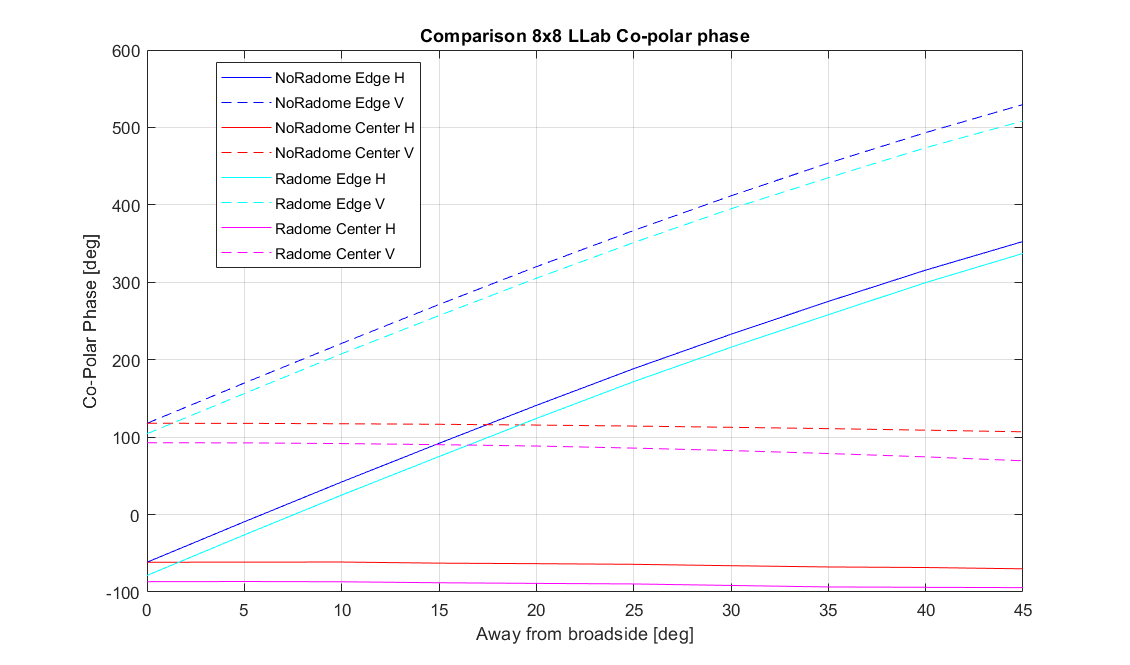 Comparison 8x8 LLab Co-polar phase
600
500
400
300
200
100
0
-100
Co-Polar Phase [deg]
NoRadome Edge H
NoRadome Edge V
NoRadome Center H
NoRadome Center V
Radome Edge H
Radome Edge V
Radome Center H
Radome Center V
0 5 10 15 20 25 30 35 40 45
Away from broadside [deg]